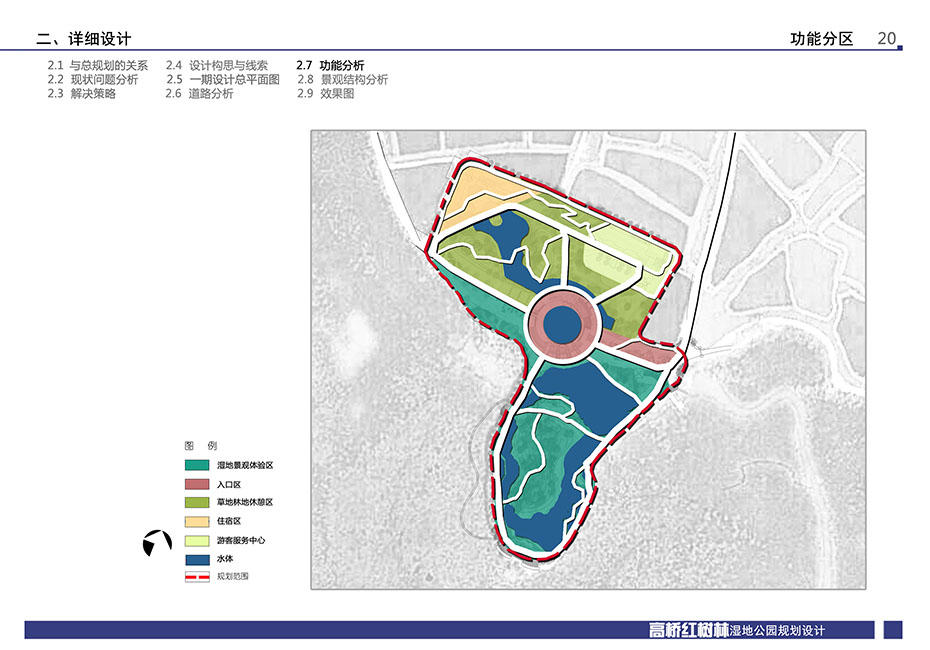 二、详细设计
功能分区 20
2.1 与总规划的关系 2.4 设计构思与线索 2.7 功能分析
2.2 现状问题分析 2.5 一期设计总平面图 2.8 景观结构分析
2.3 解决策略 2.6 道路分析 2.9 效果图
图 例
湿地景观体验区
入口区
草地林地休憩区
住宿区
游客服务中心
水体
规划范围
高桥红树林湿地公园规划设计